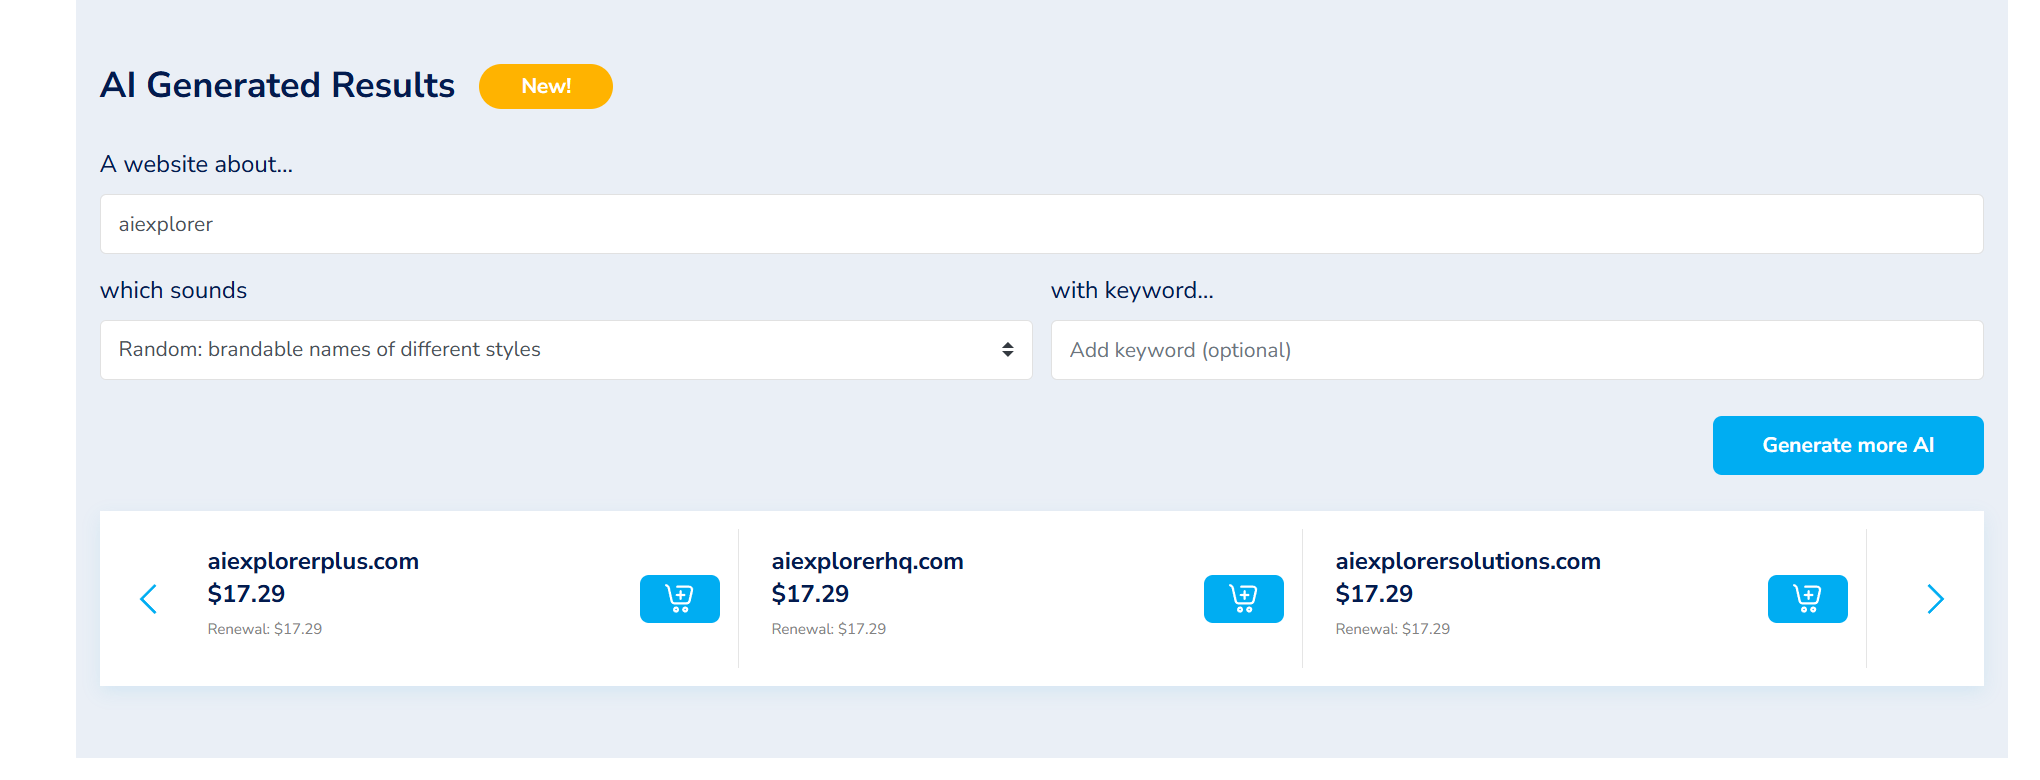 AI Generated Results New!
A website about...
aiexplorer
which sounds
Random: brandable names of different styles
with keyword...
Add keyword (optional)
Generate more AI
aiexplorerplus.com
$17.29
Renewal: $17.29
aiexplorerhq.com
$17.29
Renewal: $17.29
aiexplorersolutions.com
$17.29
Renewal: $17.29